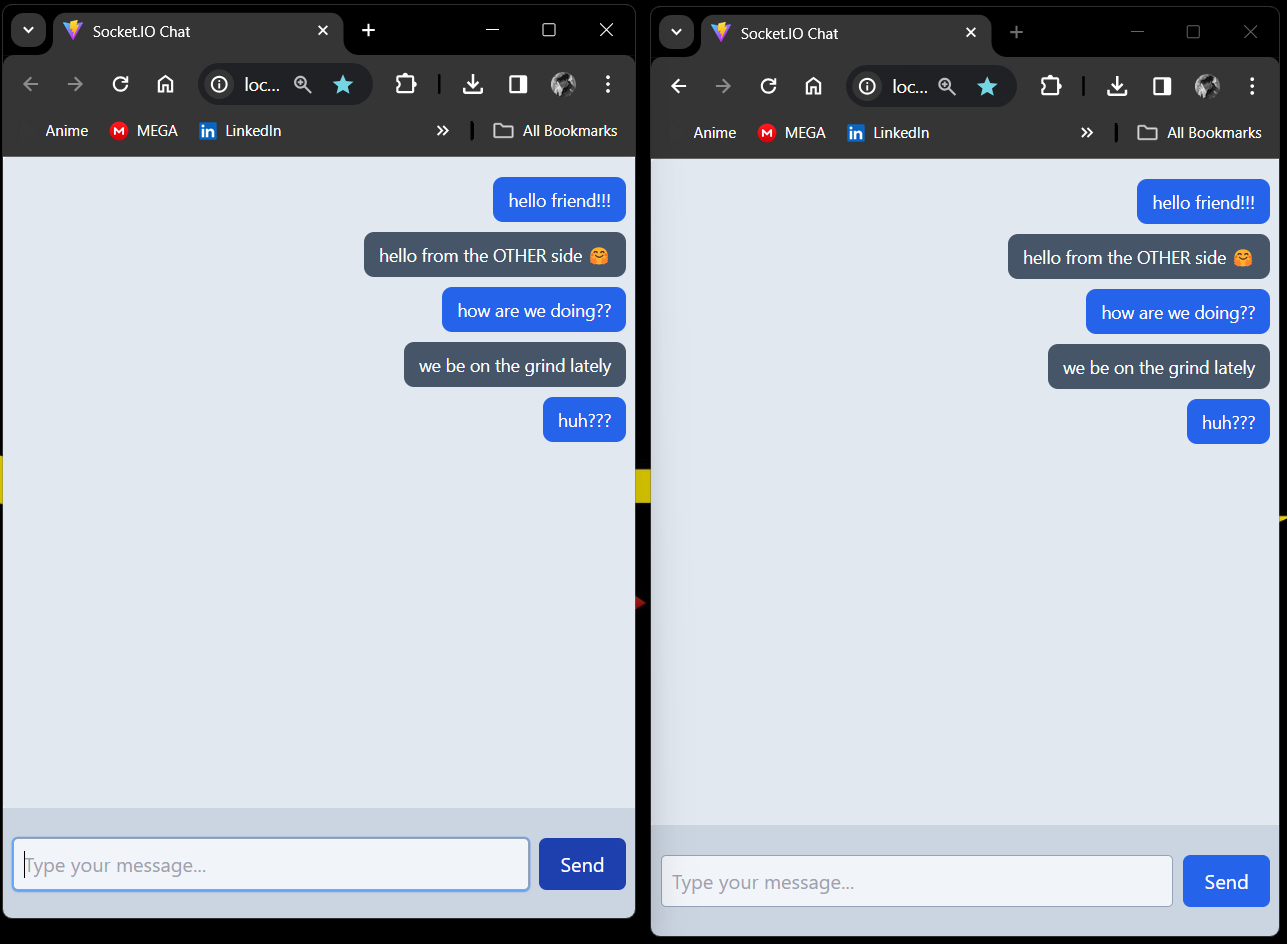 Socket.IO Chat
loc...
Anime
MEGA
LinkedIn
All Bookmarks
hello friend!!!
hello from the OTHER side 🤗
how are we doing??
we be on the grind lately
huh???
Type your message...
Send
Socket.IO Chat
loc...
Anime
MEGA
LinkedIn
All Bookmarks
hello friend!!!
hello from the OTHER side 🤗
how are we doing??
we be on the grind lately
huh???
Type your message...
Send